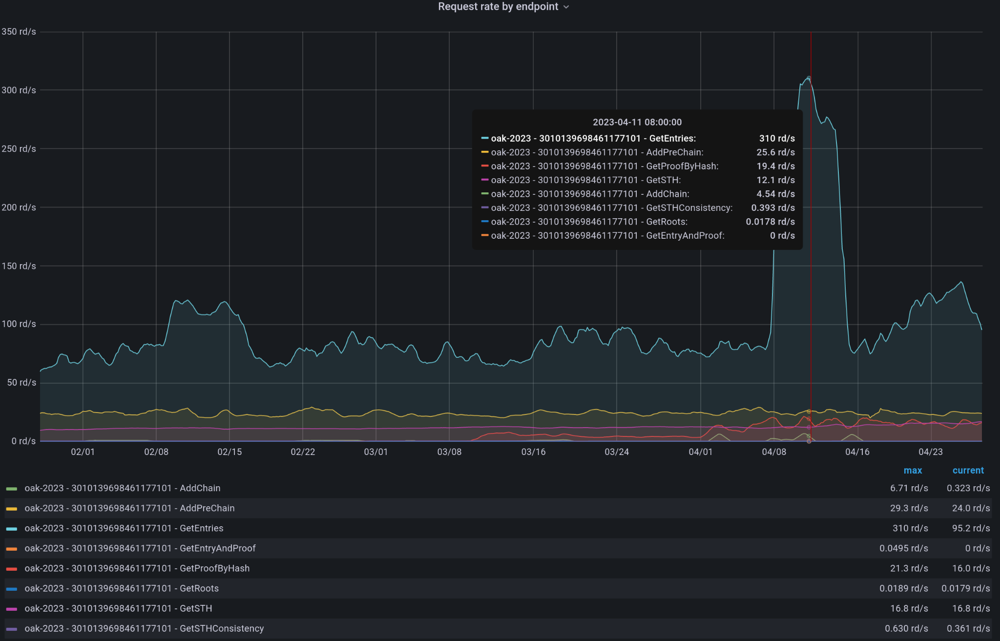 Request rate by endpoint
350 rd/s
300 rd/s
250 rd/s
200 rd/s
150 rd/s
100 rd/s
50 rd/s
0 rd/s
2023-04-11 08:00:00
oak-2023 - 3010139698461177101 - GetEntries: 310 rd/s
oak-2023 - 3010139698461177101 - AddPreChain: 25.6 rd/s
oak-2023 - 3010139698461177101 - GetProofByHash: 19.4 rd/s
oak-2023 - 3010139698461177101 - GetSTH: 12.1 rd/s
oak-2023 - 3010139698461177101 - AddChain: 4.54 rd/s
oak-2023 - 3010139698461177101 - GetSTHConsistency: 0.393 rd/s
oak-2023 - 3010139698461177101 - GetRoots: 0.0178 rd/s
oak-2023 - 3010139698461177101 - GetEntryAndProof: 0 rd/s
02/01 02/08 02/15 02/22 03/01 03/08 03/16 03/24 04/01 04/08 04/16 04/23
max current
oak-2023 - 3010139698461177101 - AddChain 6.71 rd/s 0.323 rd/s
oak-2023 - 3010139698461177101 - AddPreChain 29.3 rd/s 24.0 rd/s
oak-2023 - 3010139698461177101 - GetEntries 310 rd/s 95.2 rd/s
oak-2023 - 3010139698461177101 - GetEntryAndProof 0.0495 rd/s 0 rd/s
oak-2023 - 3010139698461177101 - GetProofByHash 21.3 rd/s 16.0 rd/s
oak-2023 - 3010139698461177101 - GetRoots 0.0189 rd/s 0.0179 rd/s
oak-2023 - 3010139698461177101 - GetSTH 16.8 rd/s 16.8 rd/s
oak-2023 - 3010139698461177101 - GetSTHConsistency 0.630 rd/s 0.361 rd/s